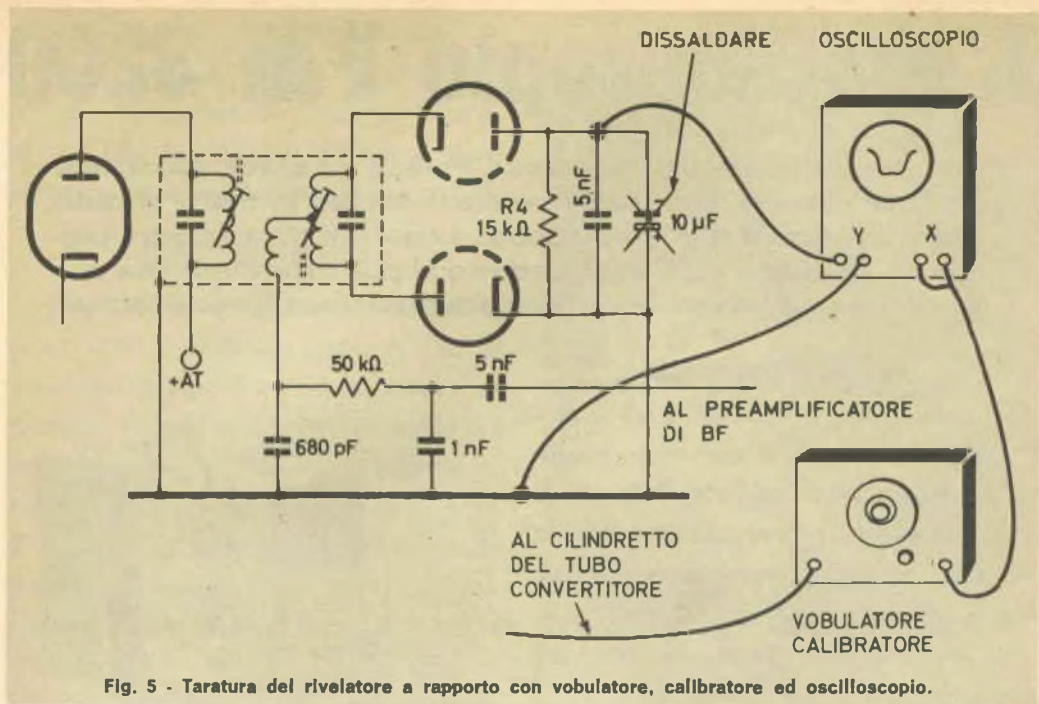 DISSALDARE
OSCILLOSCOPIO
R4
15 kΩ
5 nF
10 µF
+
Y
X
+AT
50 kΩ
5 nF
680 pF
1 nF
AL PREAMPLIFICATORE
DI BF
AL CILINDRETTO
DEL TUBO
CONVERTITORE
VOBULATORE
CALIBRATORE
Fig. 5 - Taratura del rivelatore a rapporto con vobulatore, calibratore ed oscilloscopio.